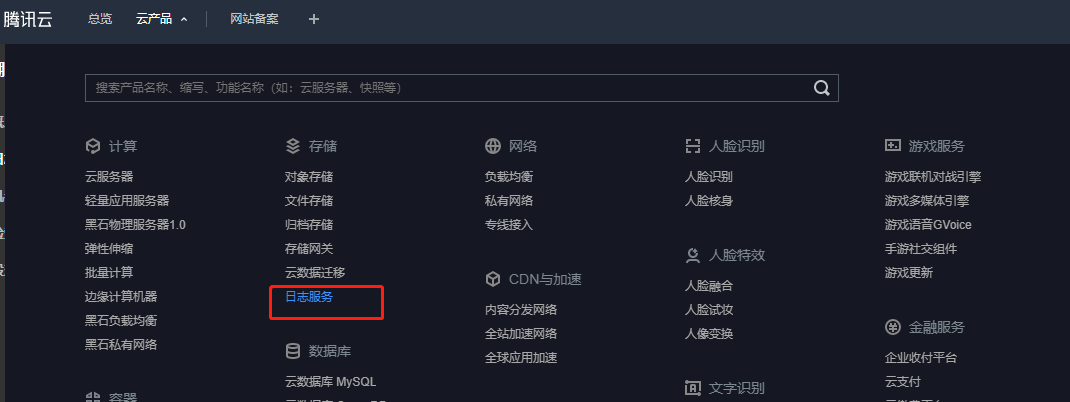 腾讯云 总览 云产品 网站备案
搜索产品名称、缩写、功能名称（如：云服务器、快照等）
计算
云服务器
轻量应用服务器
黑石物理服务器1.0
弹性伸缩
批量计算
边缘计算机器
黑石负载均衡
黑石私有网络
容器
存储
对象存储
文件存储
归档存储
存储网关
云数据迁移
日志服务
数据库
云数据库 MySQL
网络
负载均衡
私有网络
专线接入
CDN与加速
内容分发网络
全站加速网络
全球应用加速
人脸识别
人脸识别
人脸核身
人脸特效
人脸融合
人脸试妆
人像变换
文字识别
游戏服务
游戏联机对战引擎
游戏多媒体引擎
游戏语音GVoice
手游社交组件
游戏更新
金融服务
企业收付平台
云支付